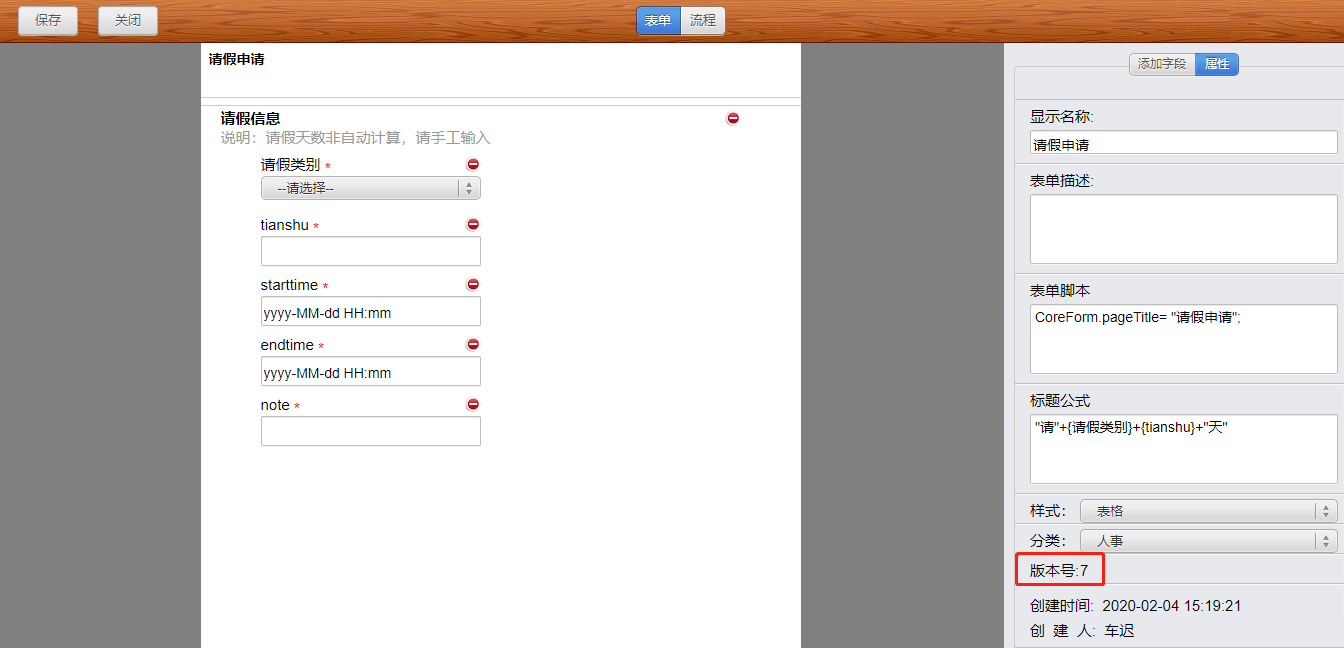 保存 关闭 表单 流程
请假申请
请假信息
说明：请假天数非自动计算，请手工输入
请假类别 *
--请选择--
tianshu *
starttime *
yyyy-MM-dd HH:mm
endtime *
yyyy-MM-dd HH:mm
note *
添加字段 属性
显示名称:
请假申请
表单描述:
表单脚本
CoreForm.pageTitle= "请假申请";
标题公式
"请"+{请假类别}+{tianshu}+"天"
样式： 表格
分类： 人事
版本号:7
创建时间: 2020-02-04 15:19:21
创 建 人: 车迟